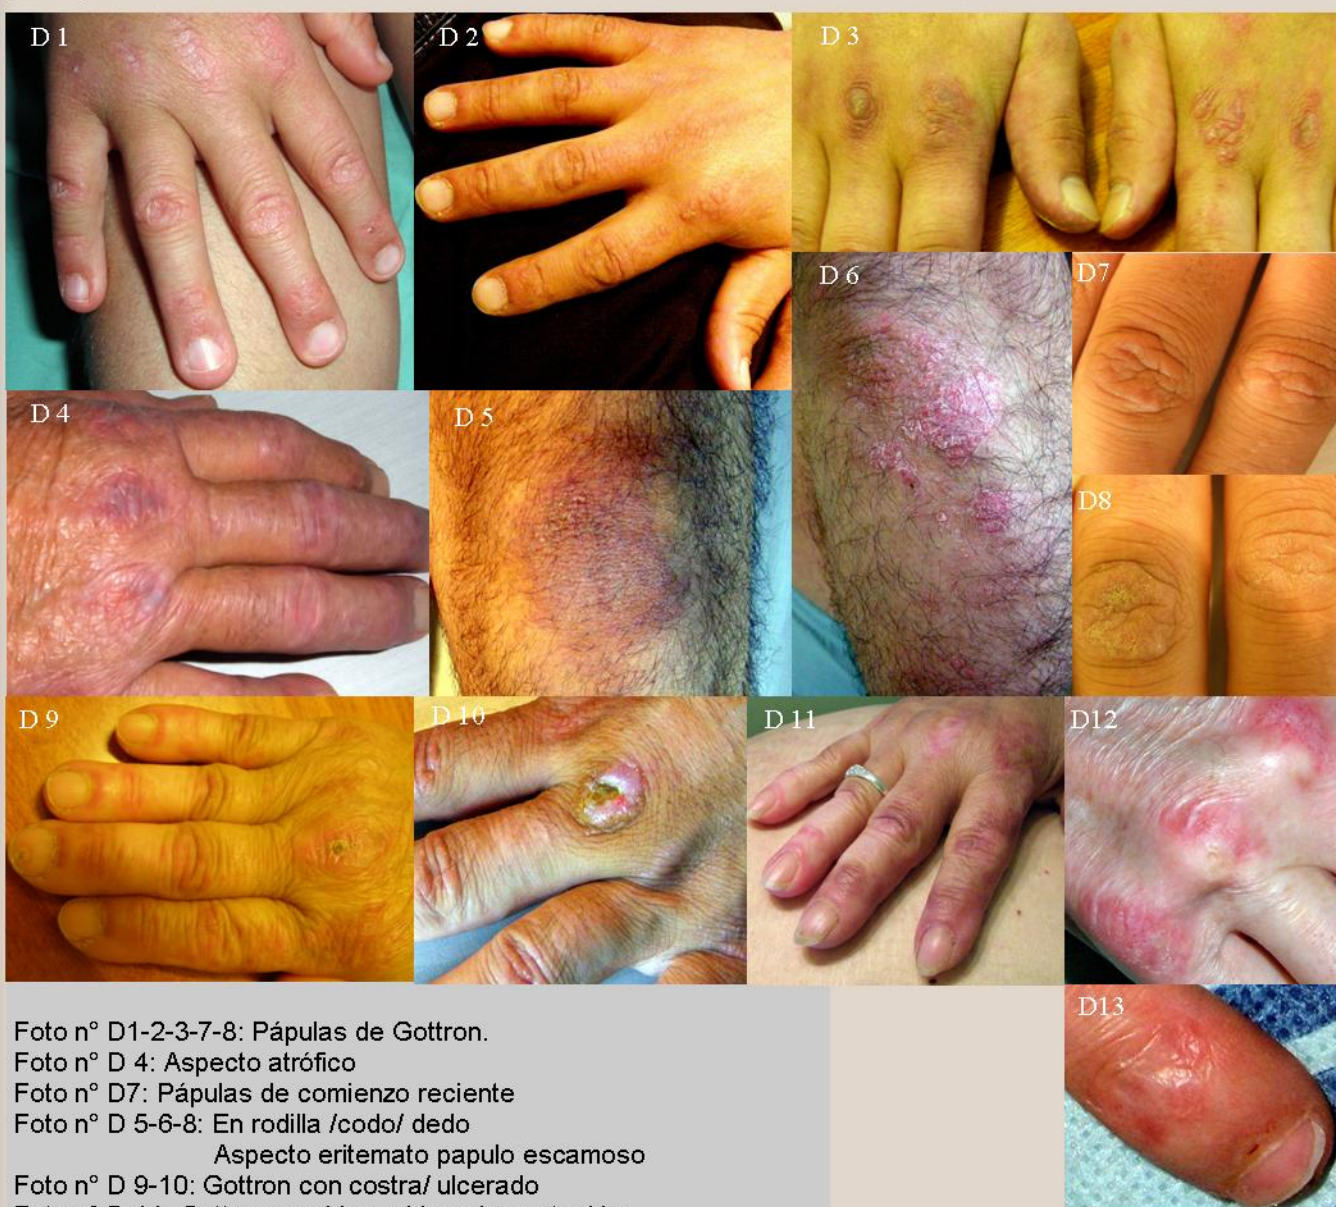 D 1
D 2
D 3
D 4
D 5
D 6
D7
D8
D 9
D 10
D 11
D12
D13
Foto n° D1-2-3-7-8: Pápulas de Gottron.
Foto n° D 4: Aspecto atrófico
Foto n° D7: Pápulas de comienzo reciente
Foto n° D 5-6-8: En rodilla /codo/ dedo
Aspecto eritemato papulo escamoso
Foto n° D 9-10: Gottron con costra/ ulcerado